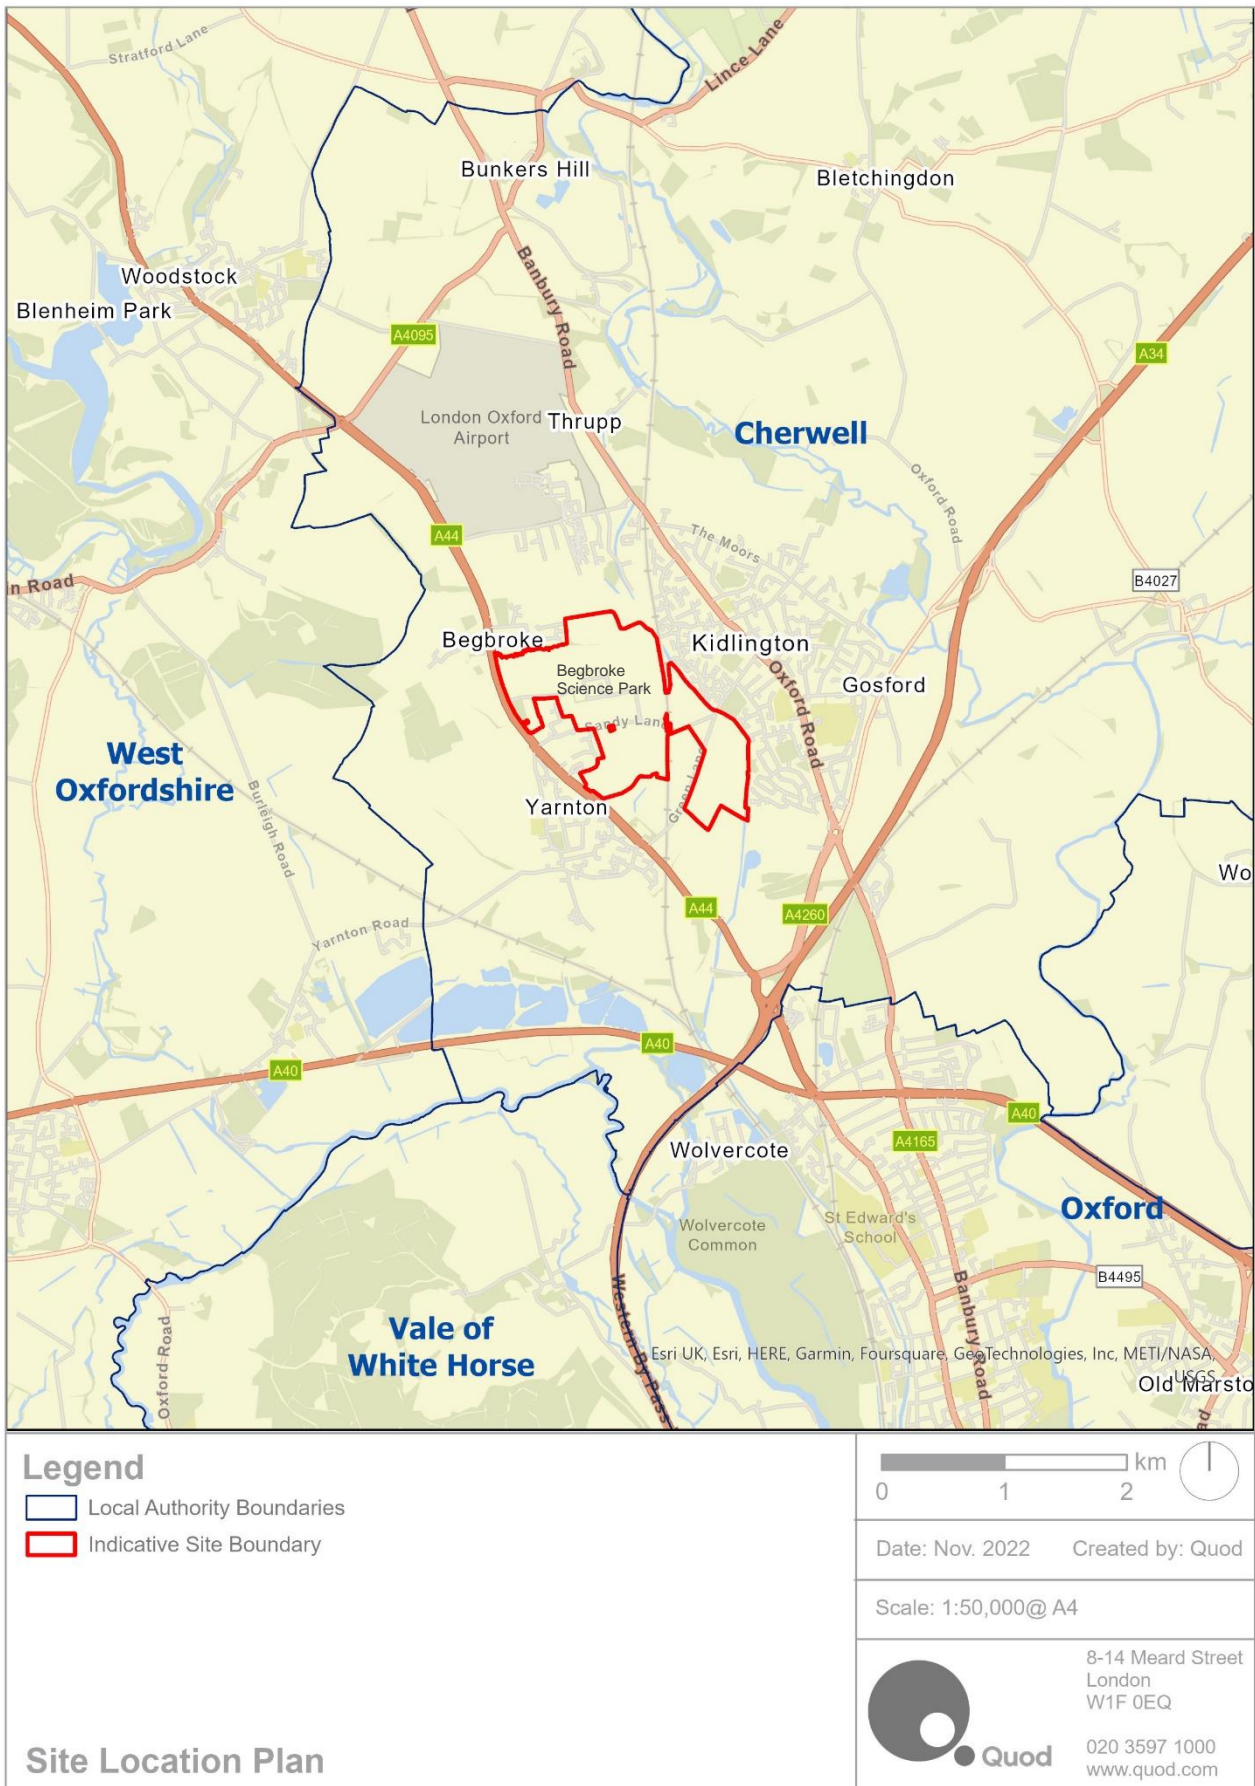 Stratford Lane
Lince Lane
Bunkers Hill
Bletchingdon
Woodstock
Blenheim Park
Banbury Road
A4095
A34
London Oxford
Airport
Thrupp
Cherwell
Oxford Road
A44
The Moors
in Road
B4027
Begbroke
Kidlington
Begbroke
Science Park
Oxford Road
Gosford
Sandy Lane
West
Oxfordshire
Burleigh Road
Green Lane
Yarnton
Wo
A44
A4260
Yarnton Road
A40
A40
A40
A4165
Wolvercote
Oxford
St Edward's
School
Wolvercote
Common
B4495
Western By Pass
Banbury Road
Oxford Road
Vale of
White Horse
Esri UK, Esri, HERE, Garmin, Foursquare, GeoTechnologies, Inc, METI/NASA,
USGS
Old Marsto
ad
Legend
Local Authority Boundaries
Indicative Site Boundary
km
0 1 2
Date: Nov. 2022 Created by: Quod
Scale: 1:50,000@ A4
8-14 Meard Street
London
W1F 0EQ
Quod
020 3597 1000
www.quod.com
Site Location Plan